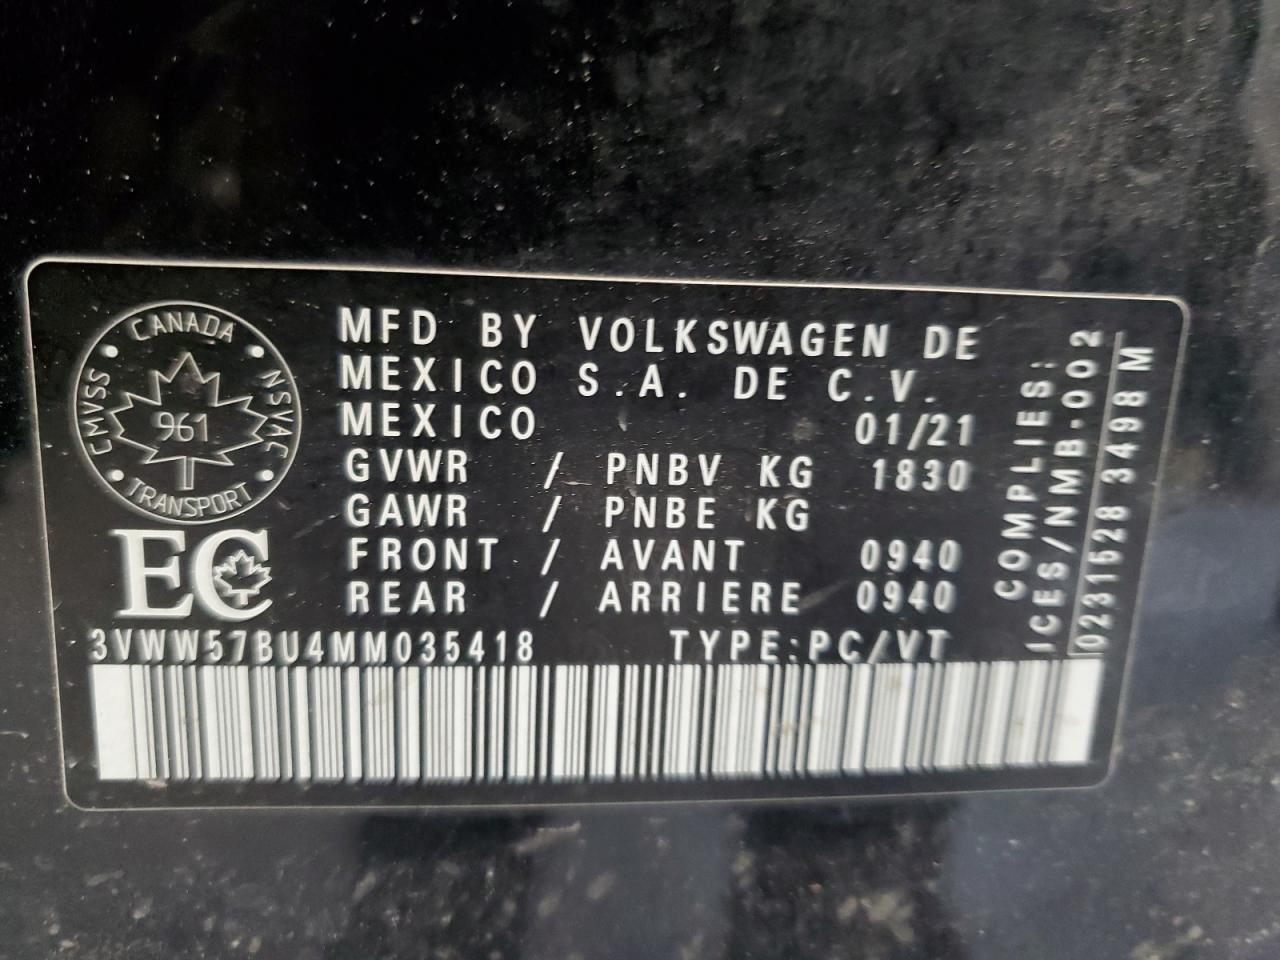 CANADA
CMVSS NSVAC
961
TRANSPORT
EC
MFD BY VOLKSWAGEN DE
MEXICO S.A. DE C.V.
MEXICO 01/21
GVWR / PNBV KG 1830
GAWR / PNBE KG
FRONT / AVANT 0940
REAR / ARRIERE 0940
3VWW57BU4MM035418 TYPE:PC/VT
COMPLIES:
ICES/NMB-002
0231528 3498 M